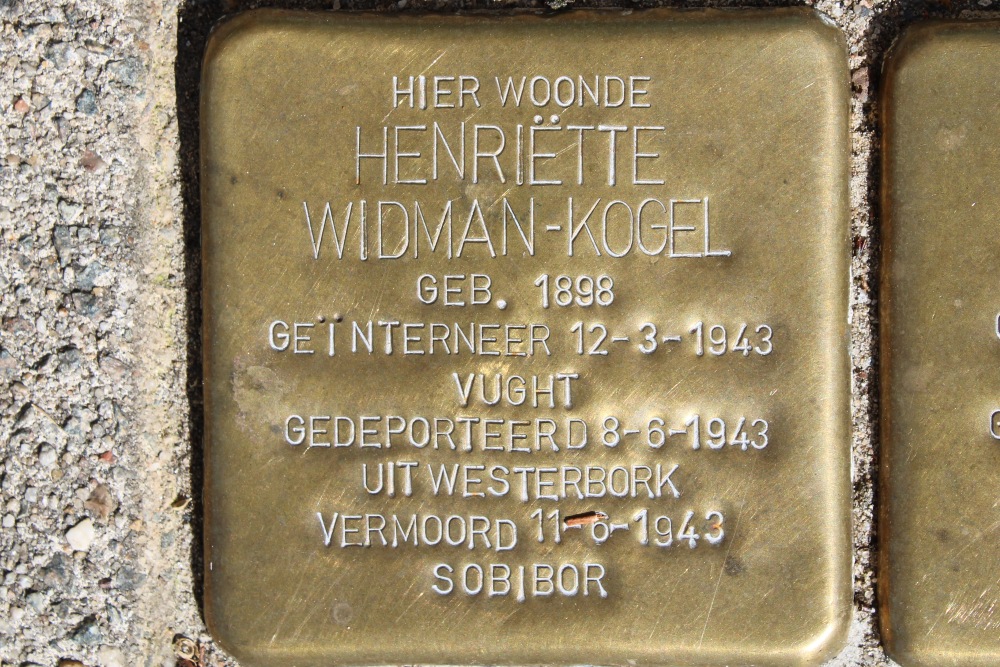 HIER WOONDE
HENRIËTTE
WIDMAN-KOGEL
GEB. 1898
GEÏNTERNEER 12-3-1943
VUGHT
GEDEPORTEERD 8-6-1943
UIT WESTERBORK
VERMOORD 11-6-1943
SOBIBOR